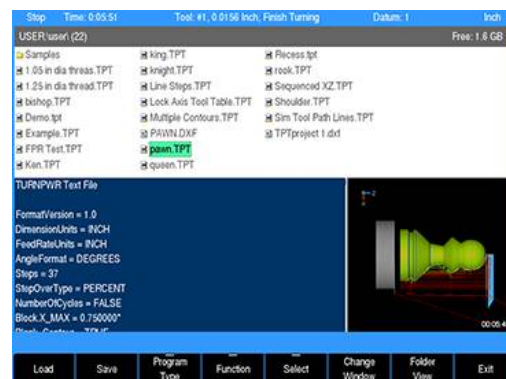 Stop Time: 0:05:51 Tool: #1, 0.0156 Inch, Finish Turning Datum: 1 Inch
USER:\user\ (22) Free: 1.6 GB
Samples king.TPT Recess.tpt
1.05 in dia threas.TPT knight.TPT rook.TPT
1.25 in dia thread.TPT Line Steps.TPT Sequenced XZ.TPT
bishop.TPT Lock Axis Tool Table.TPT Shoulder.TPT
Demo.tpt Multiple Contours.TPT Sim Tool Path Lines.TPT
Example.TPT PAWN.DXF TPTproject 1.dxf
FPR Test.TPT pawn.TPT
Ken.TPT queen.TPT
TURNPWR Text File
FormatVersion = 1.0
DimensionUnits = INCH
FeedRateUnits = INCH
AngleFormat = DEGREES
Steps = 37
StepOverType = PERCENT
NumberOfCycles = FALSE
Block.X_MAX = 0.750000"
00:05:4
Load Save Program Type Function Select Change Window Folder View Exit